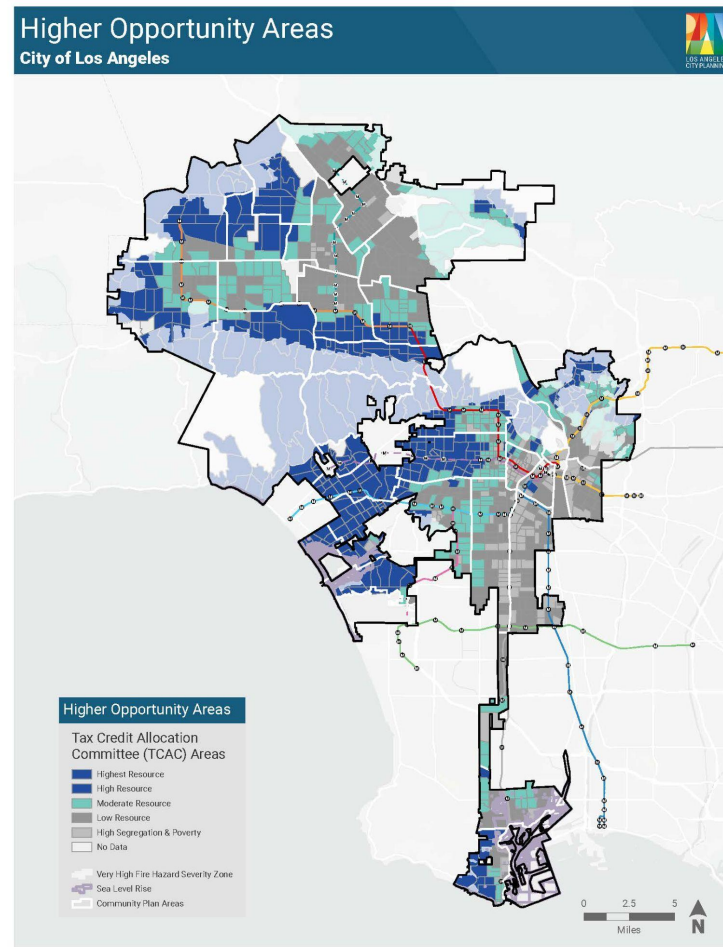 Higher Opportunity Areas
City of Los Angeles
LOS ANGELES
CITY PLANNING
Higher Opportunity Areas
Tax Credit Allocation
Committee (TCAC) Areas
Highest Resource
High Resource
Moderate Resource
Low Resource
High Segregation & Poverty
No Data
Very High Fire Hazard Severity Zone
Sea Level Rise
Community Plan Areas
0 2.5 5
Miles
N